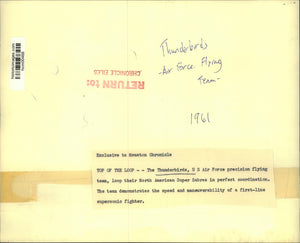 Thunderbirds
-Air Force Flying
Team-
RETURN to:
CHRONICLE FILES
1961
Exclusive to Houston Chronicle
TOP OF THE LOOP -- The Thunderbirds, U S Air Force precision flying
team, loop their North American Super Sabres in perfect coordination.
The team demonstrates the speed and maneuverability of a first-line
supersonic fighter.